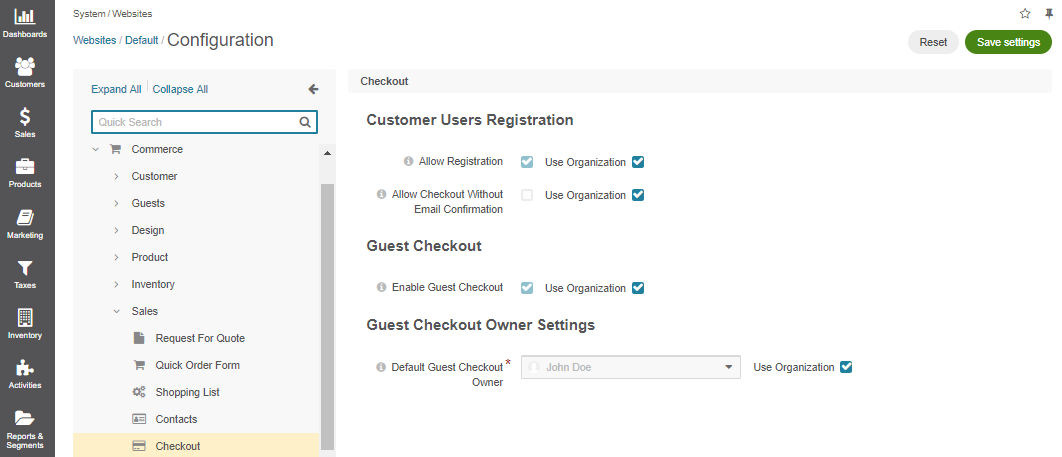 System / Websites
Websites / Default / Configuration
Reset
Save settings
Dashboards
Customers
Sales
Products
Marketing
Taxes
Inventory
Activities
Reports &
Segments
Expand All
Collapse All
Quick Search
Commerce
Customer
Guests
Design
Product
Inventory
Sales
Request For Quote
Quick Order Form
Shopping List
Contacts
Checkout
Checkout
Customer Users Registration
Allow Registration
Use Organization
Allow Checkout Without
Email Confirmation
Use Organization
Guest Checkout
Enable Guest Checkout
Use Organization
Guest Checkout Owner Settings
Default Guest Checkout *
Owner
John Doe
Use Organization